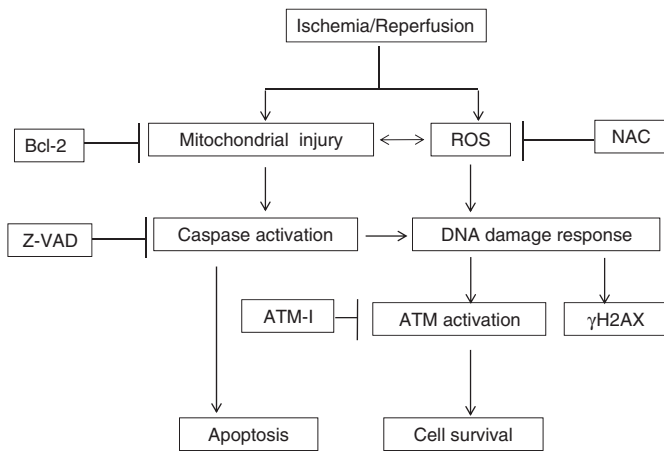 Ischemia/Reperfusion
Bcl-2
Mitochondrial injury
ROS
NAC
Z-VAD
Caspase activation
DNA damage response
ATM-I
ATM activation
γH2AX
Apoptosis
Cell survival